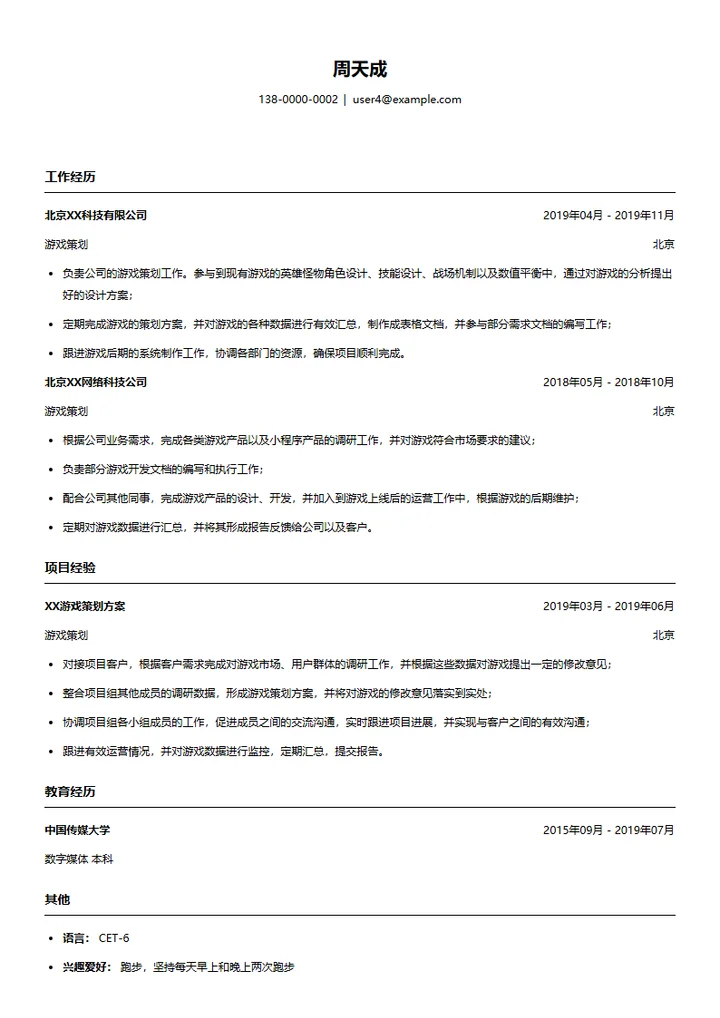 周天成
138-0000-0002 | user4@example.com
工作经历
北京XX科技有限公司 2019年04月 - 2019年11月
游戏策划 北京
• 负责公司的游戏策划工作。参与到现有游戏的英雄怪物角色设计、技能设计、战场机制以及数值平衡中，通过对游戏的分析提出
好的设计方案；
• 定期完成游戏的策划方案，并对游戏的各种数据进行有效汇总，制作成表格文档，并参与部分需求文档的编写工作；
• 跟进游戏后期的系统制作工作，协调各部门的资源，确保项目顺利完成。
北京XX网络科技公司 2018年05月 - 2018年10月
游戏策划 北京
• 根据公司业务需求，完成各类游戏产品以及小程序产品的调研工作，并对游戏符合市场要求的建议；
• 负责部分游戏开发文档的编写和执行工作；
• 配合公司其他同事，完成游戏产品的设计、开发，并加入到游戏上线后的运营工作中，根据游戏的后期维护；
• 定期对游戏数据进行汇总，并将其形成报告反馈给公司以及客户。
项目经验
XX游戏策划方案 2019年03月 - 2019年06月
游戏策划 北京
• 对接项目客户，根据客户需求完成对游戏市场、用户群体的调研工作，并根据这些数据对游戏提出一定的修改意见；
• 整合项目组其他成员的调研数据，形成游戏策划方案，并将对游戏的修改意见落实到实处；
• 协调项目组各小组成员的工作，促进成员之间的交流沟通，实时跟进项目进展，并实现与客户之间的有效沟通；
• 跟进有效运营情况，并对游戏数据进行监控，定期汇总，提交报告。
教育经历
中国传媒大学 2015年09月 - 2019年07月
数字媒体 本科
其他
• 语言： CET-6
• 兴趣爱好： 跑步，坚持每天早上和晚上两次跑步